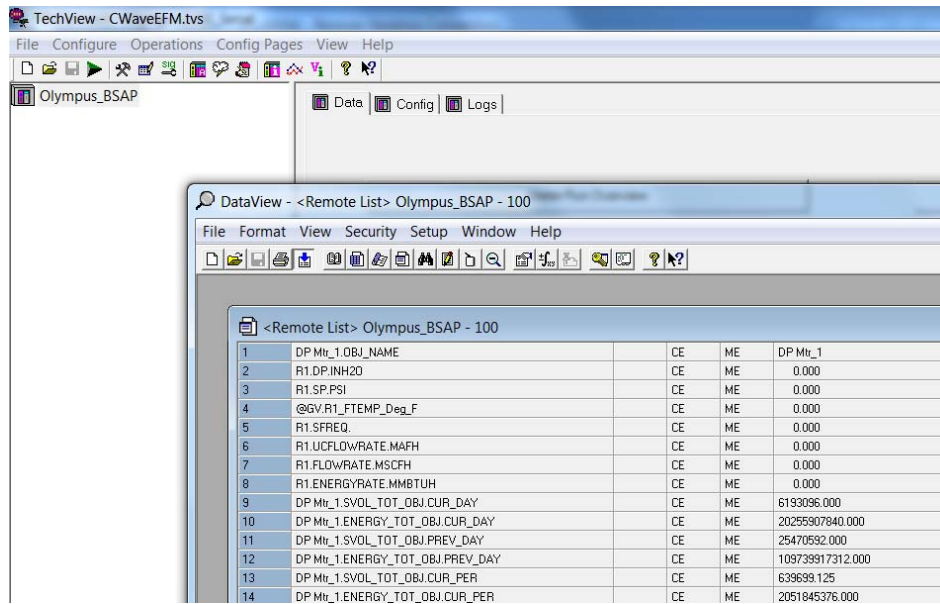 TechView - CWaveEFM.tvs
File Configure Operations Config Pages View Help
Olympus_BSAP
Data Config Logs
DataView - <Remote List> Olympus_BSAP - 100
File Format View Security Setup Window Help
<Remote List> Olympus_BSAP - 100
1 DP Mtr_1.OBJ_NAME CE ME DP Mtr_1
2 R1.DP.INH2O CE ME 0.000
3 R1.SP.PSI CE ME 0.000
4 @GV.R1_FTEMP_Deg_F CE ME 0.000
5 R1.SFREQ. CE ME 0.000
6 R1.UCFLOWRATE.MAFH CE ME 0.000
7 R1.FLOWRATE.MSCFH CE ME 0.000
8 R1.ENERGYRATE.MMBTUH CE ME 0.000
9 DP Mtr_1.SVOL_TOT_OBJ.CUR_DAY CE ME 6193096.000
10 DP Mtr_1.ENERGY_TOT_OBJ.CUR_DAY CE ME 20255907840.000
11 DP Mtr_1.SVOL_TOT_OBJ.PREV_DAY CE ME 25470592.000
12 DP Mtr_1.ENERGY_TOT_OBJ.PREV_DAY CE ME 109739917312.000
13 DP Mtr_1.SVOL_TOT_OBJ.CUR_PER CE ME 639699.125
14 DP Mtr_1.ENERGY_TOT_OBJ.CUR_PER CE ME 2051845376.000